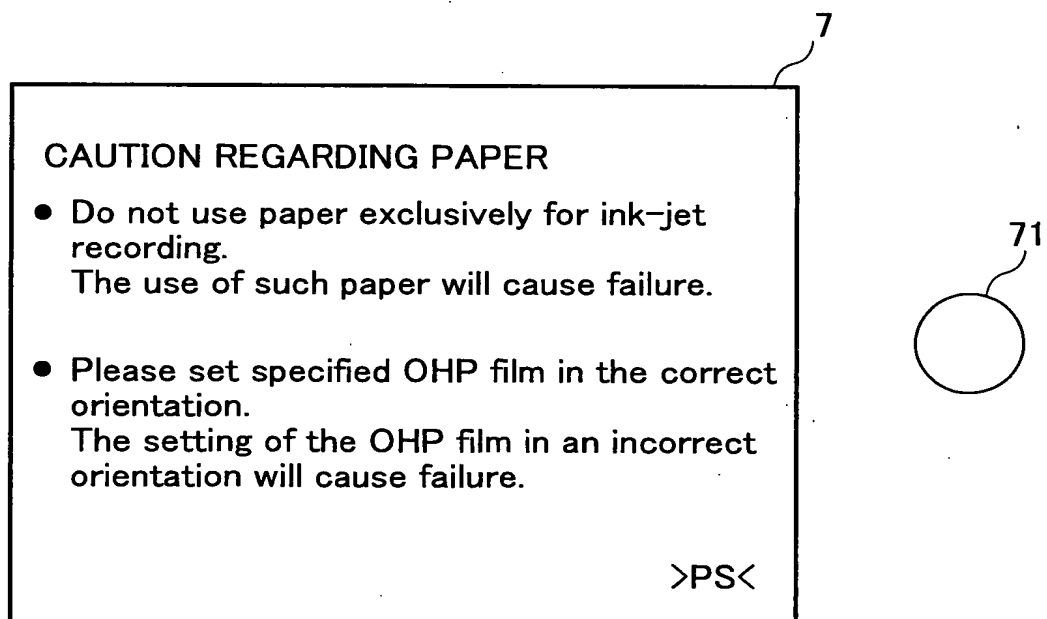 7
CAUTION REGARDING PAPER
● Do not use paper exclusively for ink-jet
recording.
The use of such paper will cause failure.
71
● Please set specified OHP film in the correct
orientation.
The setting of the OHP film in an incorrect
orientation will cause failure.
>PS<